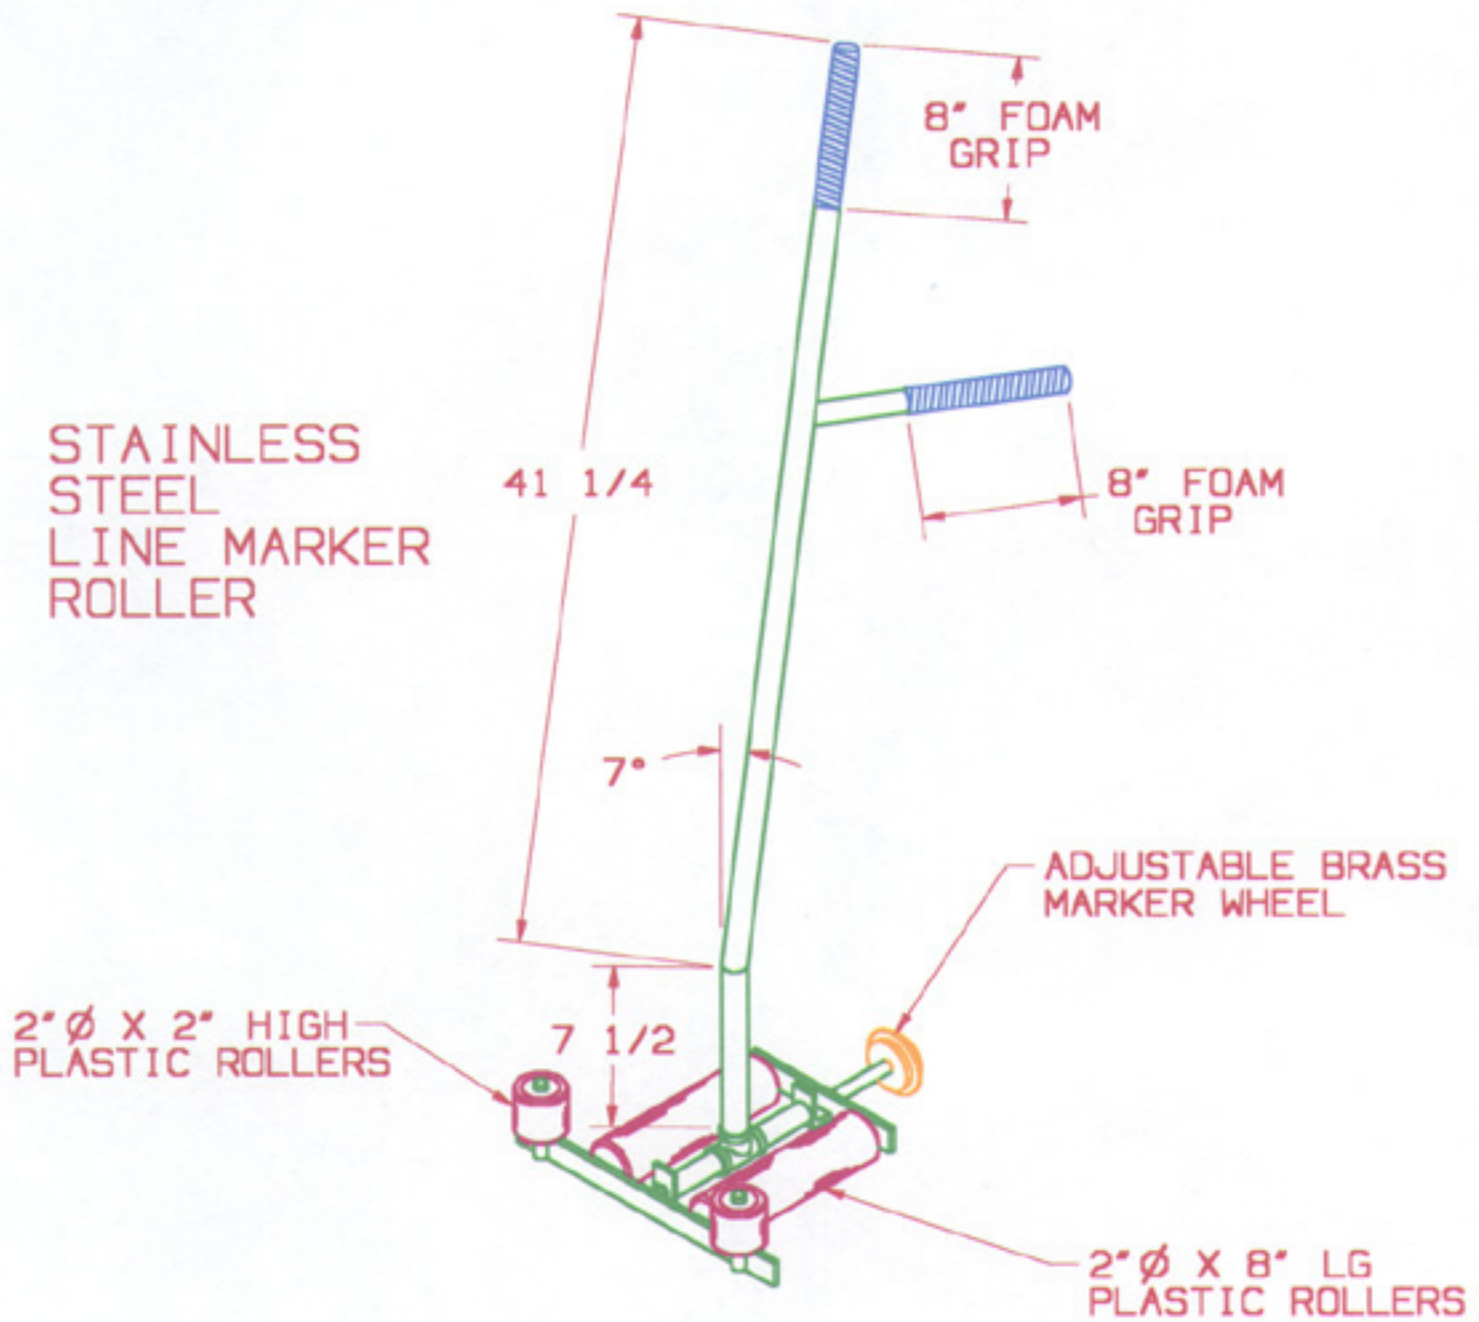 8" FOAM
GRIP
STAINLESS
STEEL
LINE MARKER
ROLLER
41 1/4
8" FOAM
GRIP
7°
ADJUSTABLE BRASS
MARKER WHEEL
2"Ø X 2" HIGH
PLASTIC ROLLERS
7 1/2
2"Ø X 8" LG
PLASTIC ROLLERS